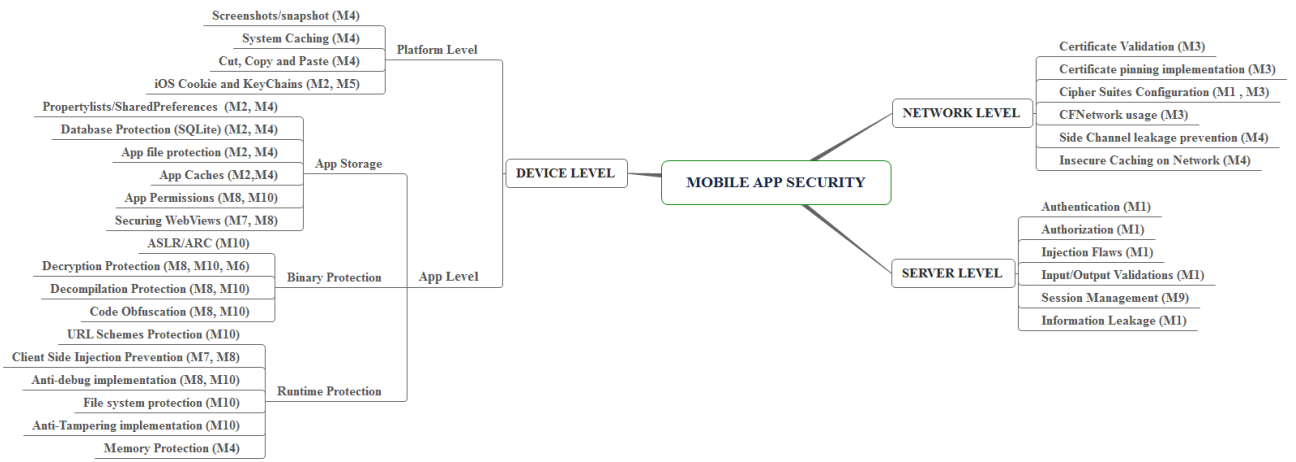 Screenshots/snapshot (M4)
System Caching (M4)
Cut, Copy and Paste (M4)
iOS Cookie and KeyChains (M2, M5)
Platform Level
Propertylists/SharedPreferences (M2, M4)
Database Protection (SQLite) (M2, M4)
App file protection (M2, M4)
App Caches (M2,M4)
App Permissions (M8, M10)
Securing WebViews (M7, M8)
App Storage
ASLR/ARC (M10)
Decryption Protection (M8, M10, M6)
Decompilation Protection (M8, M10)
Code Obfuscation (M8, M10)
Binary Protection
URL Schemes Protection (M10)
Client Side Injection Prevention (M7, M8)
Anti-debug implementation (M8, M10)
File system protection (M10)
Anti-Tampering implementation (M10)
Memory Protection (M4)
Runtime Protection
App Level
DEVICE LEVEL
MOBILE APP SECURITY
NETWORK LEVEL
Certificate Validation (M3)
Certificate pinning implementation (M3)
Cipher Suites Configuration (M1 , M3)
CFNetwork usage (M3)
Side Channel leakage prevention (M4)
Insecure Caching on Network (M4)
SERVER LEVEL
Authentication (M1)
Authorization (M1)
Injection Flaws (M1)
Input/Output Validations (M1)
Session Management (M9)
Information Leakage (M1)